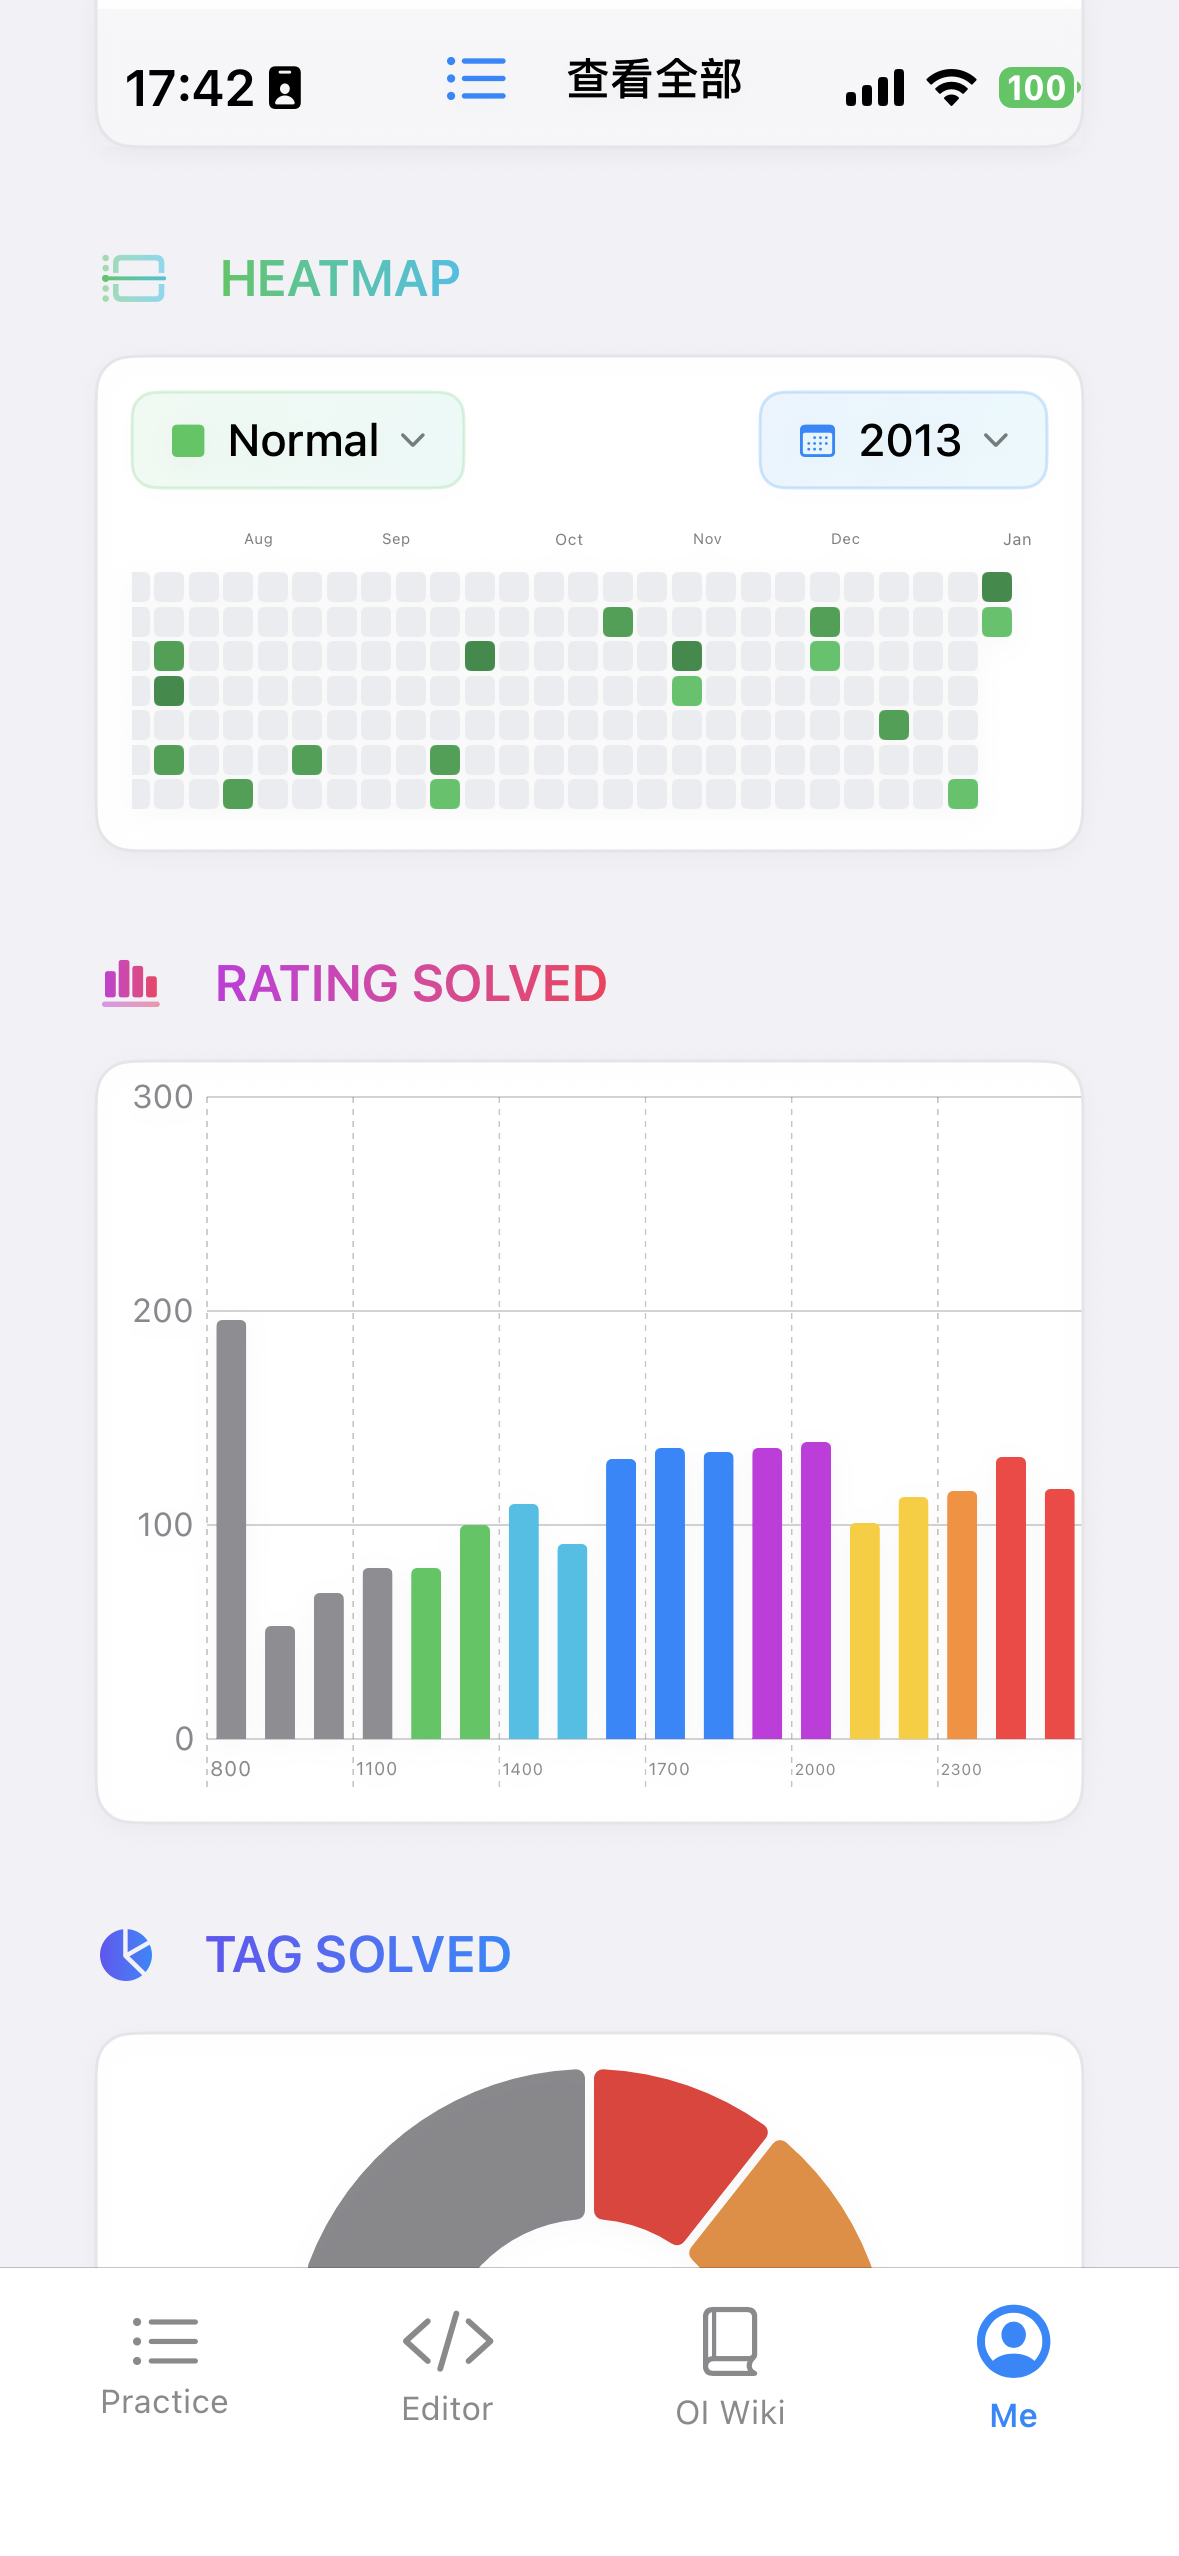 17:42 查看全部 100
HEATMAP
Normal 2013
Aug Sep Oct Nov Dec Jan
RATING SOLVED
300
200
100
0
800 1100 1400 1700 2000 2300
TAG SOLVED
Practice Editor OI Wiki Me